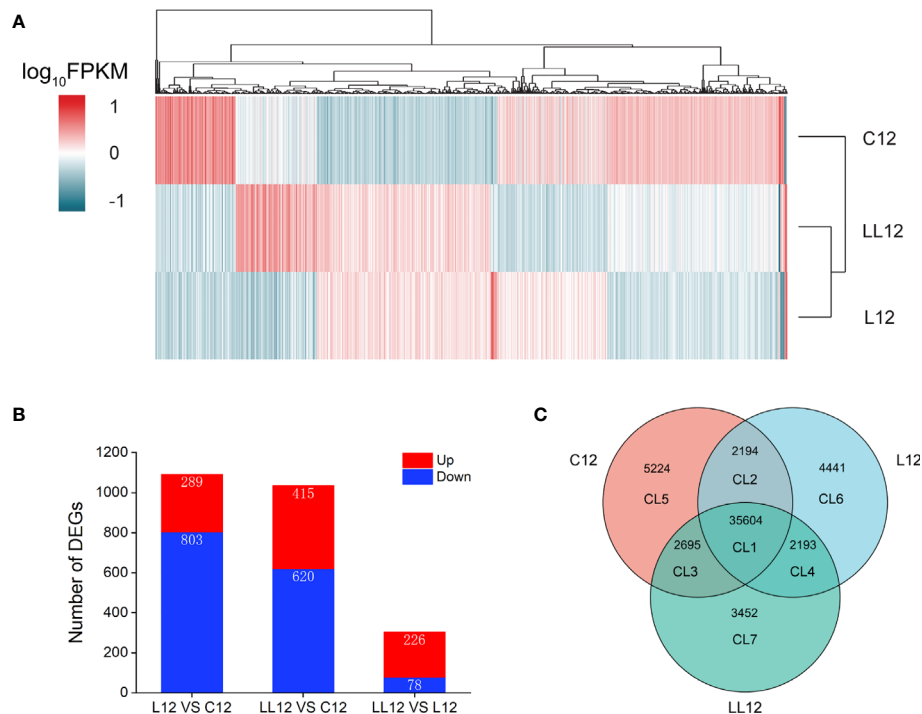 A
log10FPKM
1
0
-1
C12
LL12
L12
B
Number of DEGs
1200
1000
800
600
400
200
0
Up
Down
289
803
415
620
226
78
L12 VS C12
LL12 VS C12
LL12 VS L12
C
C12
L12
LL12
5224
CL5
2194
CL2
4441
CL6
35604
CL1
2695
CL3
2193
CL4
3452
CL7